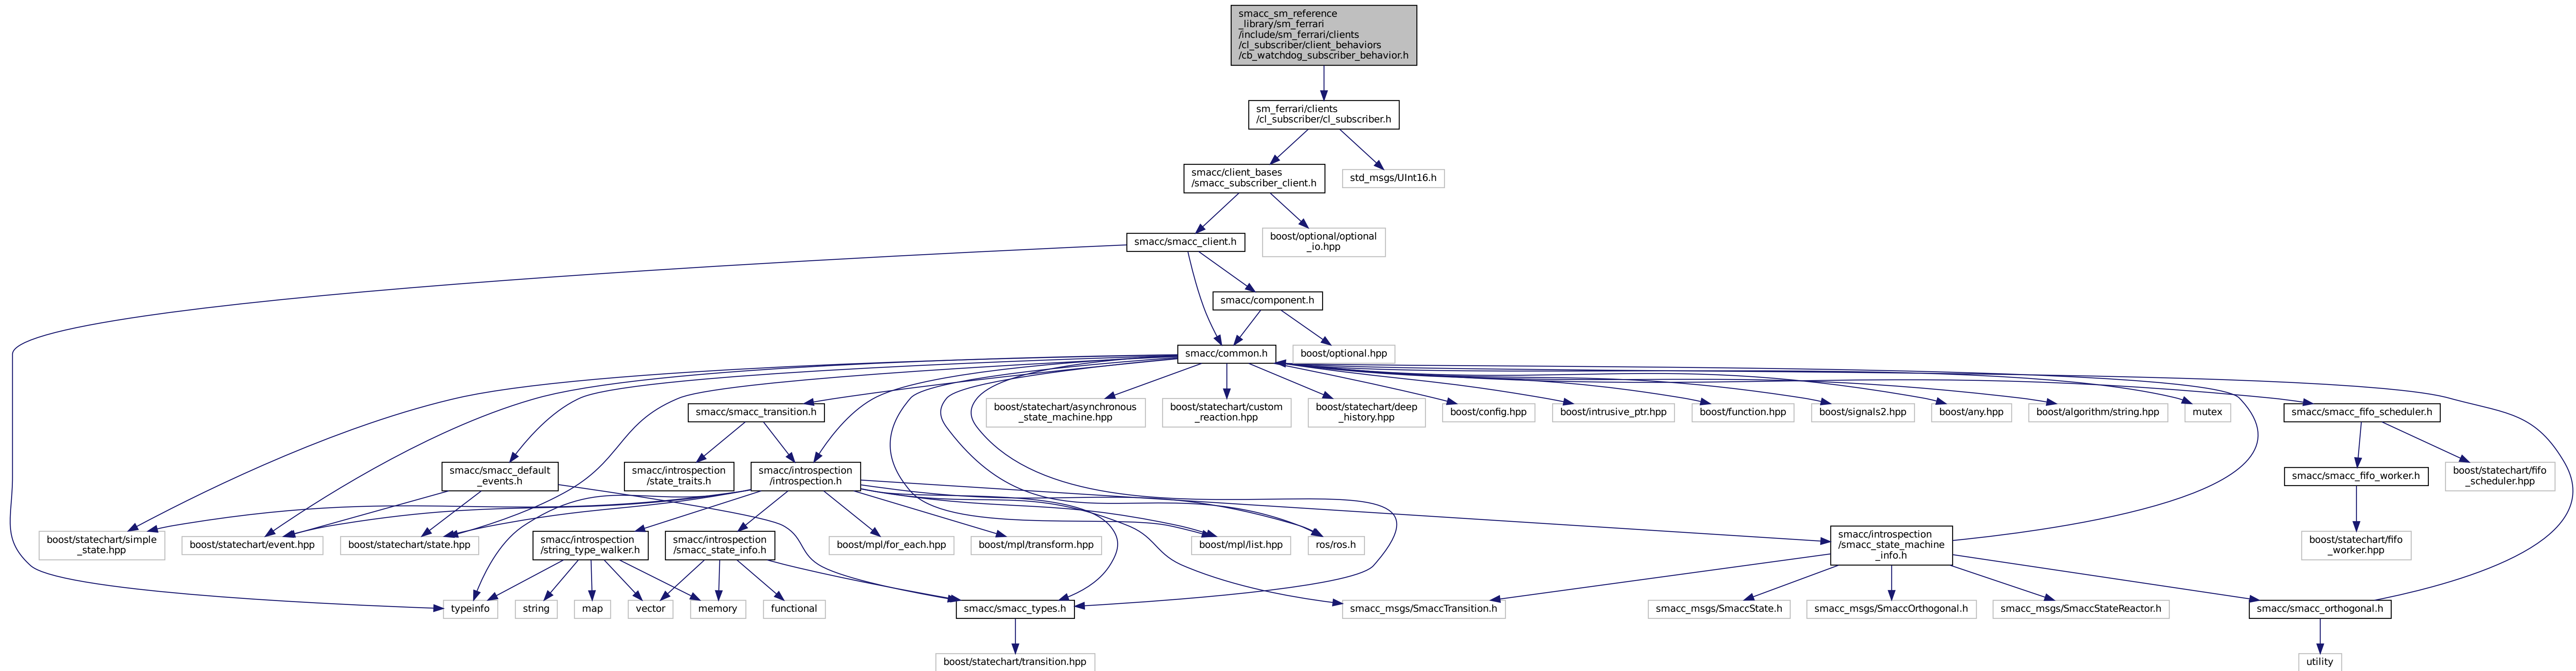 smacc_sm_reference
_library/sm_ferrari
/include/sm_ferrari/clients
/cl_subscriber/client_behaviors
/cb_watchdog_subscriber_behavior.h
sm_ferrari/clients
/cl_subscriber/cl_subscriber.h
smacc/client_bases
/smacc_subscriber_client.h
std_msgs/UInt16.h
smacc/smacc_client.h
boost/optional/optional
_io.hpp
smacc/component.h
smacc/common.h
boost/optional.hpp
smacc/smacc_transition.h
boost/statechart/asynchronous
_state_machine.hpp
boost/statechart/custom
_reaction.hpp
boost/statechart/deep
_history.hpp
boost/config.hpp
boost/intrusive_ptr.hpp
boost/function.hpp
boost/signals2.hpp
boost/any.hpp
boost/algorithm/string.hpp
mutex
smacc/smacc_fifo_scheduler.h
smacc/smacc_default
_events.h
smacc/introspection
/state_traits.h
smacc/introspection
/introspection.h
smacc/smacc_fifo_worker.h
boost/statechart/fifo
_scheduler.hpp
boost/statechart/simple
_state.hpp
boost/statechart/event.hpp
boost/statechart/state.hpp
smacc/introspection
/string_type_walker.h
smacc/introspection
/smacc_state_info.h
boost/mpl/for_each.hpp
boost/mpl/transform.hpp
boost/mpl/list.hpp
ros/ros.h
smacc/introspection
/smacc_state_machine
_info.h
boost/statechart/fifo
_worker.hpp
typeinfo
string
map
vector
memory
functional
smacc/smacc_types.h
smacc_msgs/SmaccTransition.h
smacc_msgs/SmaccState.h
smacc_msgs/SmaccOrthogonal.h
smacc_msgs/SmaccStateReactor.h
smacc/smacc_orthogonal.h
boost/statechart/transition.hpp
utility